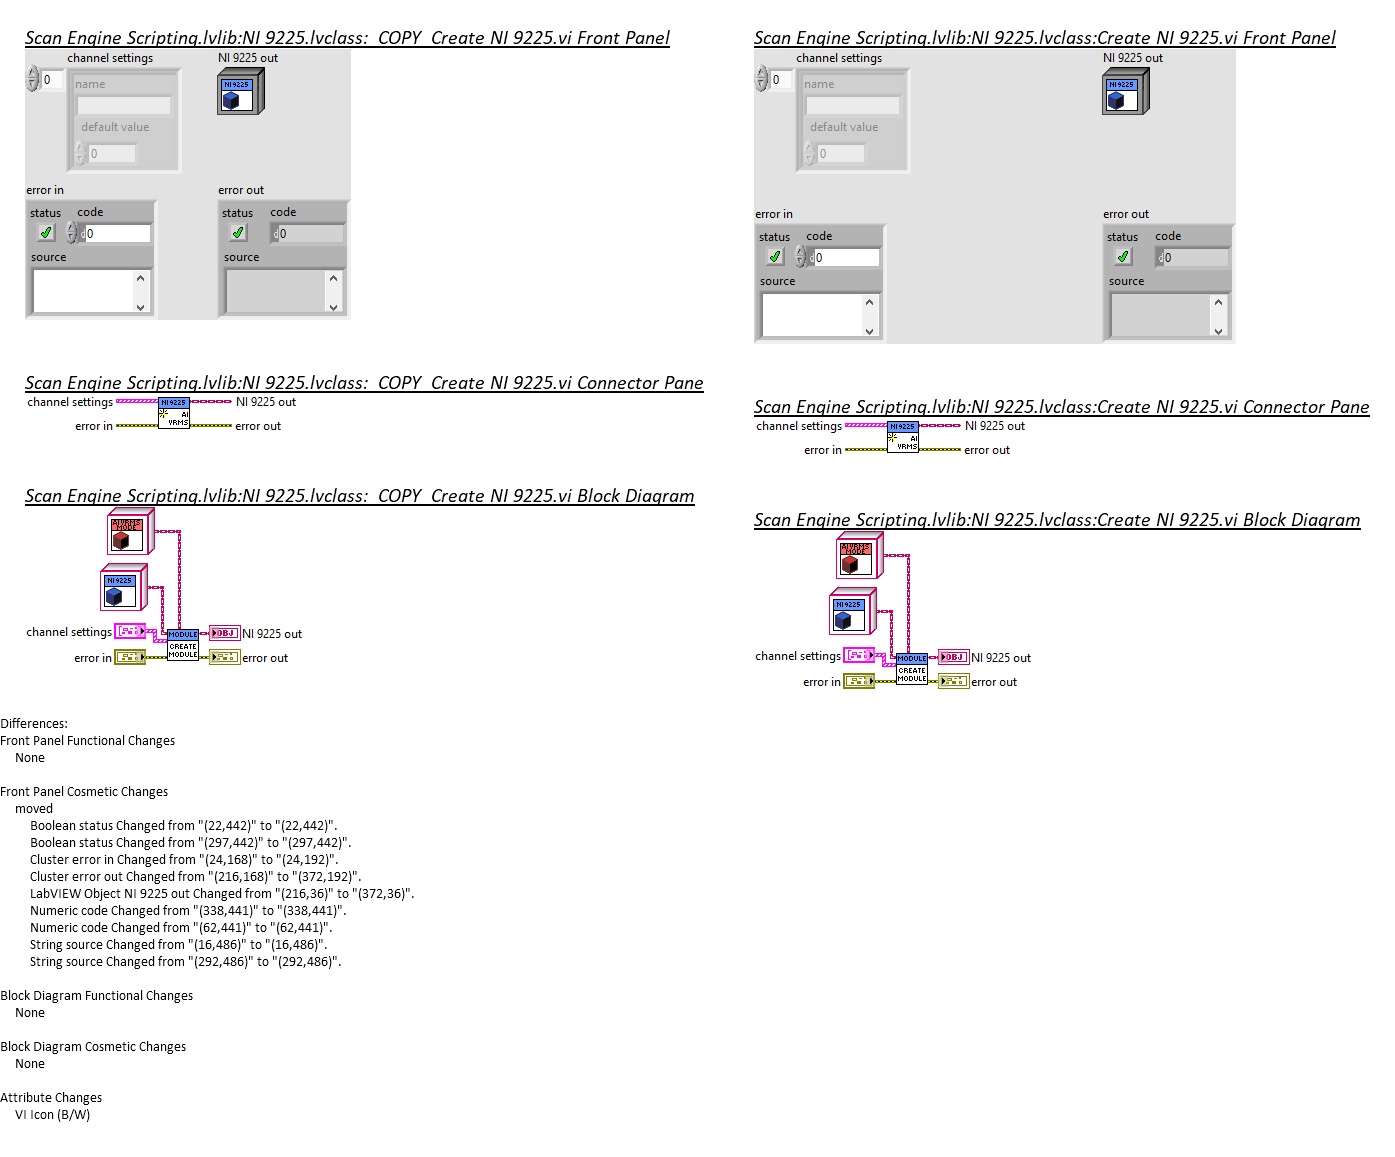 Scan Engine Scripting.lvlib:NI 9225.lvclass:_COPY_Create NI 9225.vi Front Panel
channel settings
NI 9225 out
0
name
NI 9225
default value
0
error in
error out
status
code
status
code
d 0
d 0
source
source
Scan Engine Scripting.lvlib:NI 9225.lvclass:_COPY_Create NI 9225.vi Connector Pane
channel settings
NI 9225
NI 9225 out
AI
error in
VRMS
error out
Scan Engine Scripting.lvlib:NI 9225.lvclass:_COPY_Create NI 9225.vi Block Diagram
AI VRMS
MODE
NI 9225
channel settings
MODULE
OBJ
NI 9225 out
CREATE
error in
MODULE
error out
Scan Engine Scripting.lvlib:NI 9225.lvclass:Create NI 9225.vi Front Panel
channel settings
NI 9225 out
0
name
NI 9225
default value
0
error in
error out
status
code
status
code
d 0
d 0
source
source
Scan Engine Scripting.lvlib:NI 9225.lvclass:Create NI 9225.vi Connector Pane
channel settings
NI 9225
NI 9225 out
AI
error in
VRMS
error out
Scan Engine Scripting.lvlib:NI 9225.lvclass:Create NI 9225.vi Block Diagram
AI VRMS
MODE
NI 9225
channel settings
MODULE
OBJ
NI 9225 out
CREATE
error in
MODULE
error out
Differences:
Front Panel Functional Changes
None
Front Panel Cosmetic Changes
moved
Boolean status Changed from "(22,442)" to "(22,442)".
Boolean status Changed from "(297,442)" to "(297,442)".
Cluster error in Changed from "(24,168)" to "(24,192)".
Cluster error out Changed from "(216,168)" to "(372,192)".
LabVIEW Object NI 9225 out Changed from "(216,36)" to "(372,36)".
Numeric code Changed from "(338,441)" to "(338,441)".
Numeric code Changed from "(62,441)" to "(62,441)".
String source Changed from "(16,486)" to "(16,486)".
String source Changed from "(292,486)" to "(292,486)".
Block Diagram Functional Changes
None
Block Diagram Cosmetic Changes
None
Attribute Changes
VI Icon (B/W)